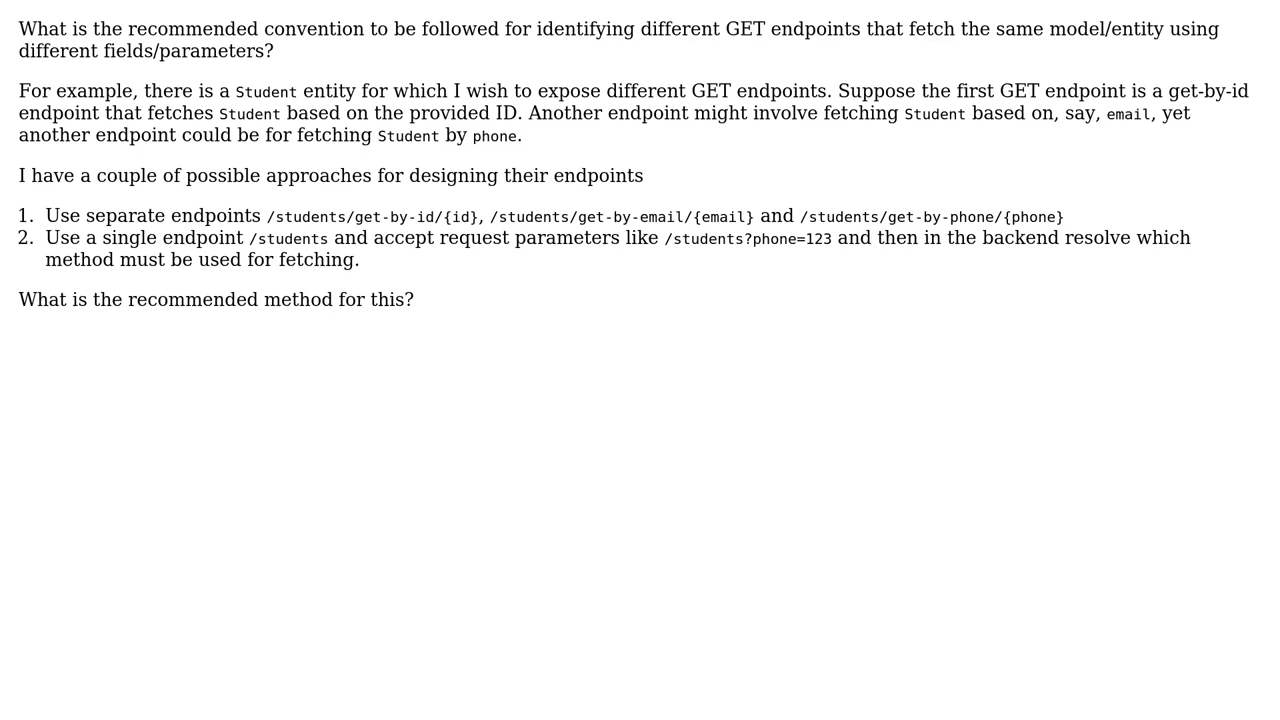 What is the recommended convention to be followed for identifying different GET endpoints that fetch the same model/entity using
different fields/parameters?
For example, there is a Student entity for which I wish to expose different GET endpoints. Suppose the first GET endpoint is a get-by-id
endpoint that fetches Student based on the provided ID. Another endpoint might involve fetching Student based on, say, email, yet
another endpoint could be for fetching Student by phone.
I have a couple of possible approaches for designing their endpoints
1. Use separate endpoints /students/get-by-id/{id}, /students/get-by-email/{email} and /students/get-by-phone/{phone}
2. Use a single endpoint /students and accept request parameters like /students?phone=123 and then in the backend resolve which
method must be used for fetching.
What is the recommended method for this?